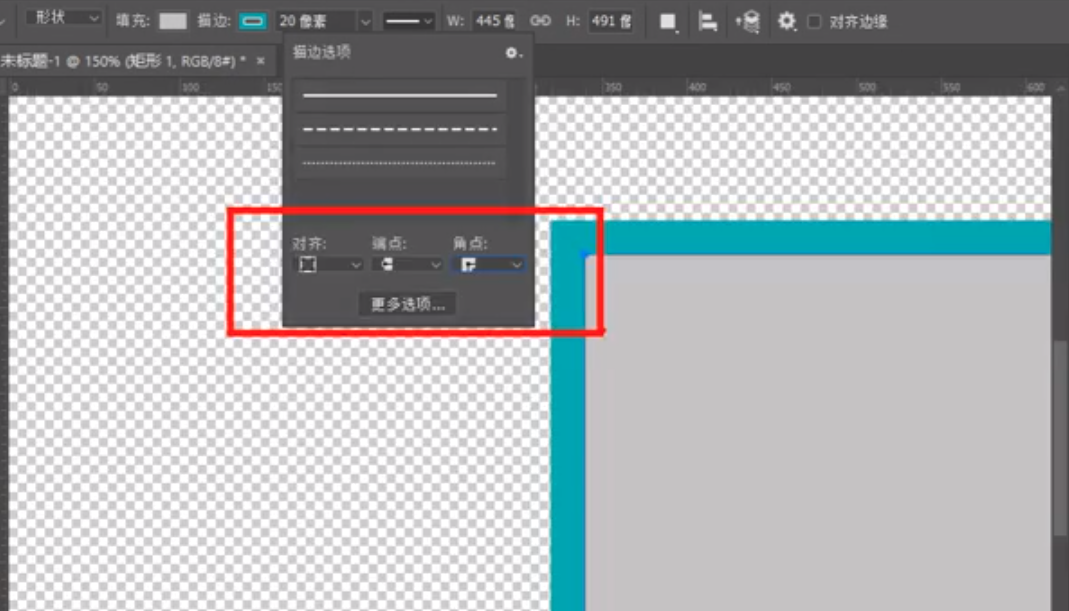 形状 填充: 描边: 20 像素 W: 445 像 H: 491 像 对齐边缘
未标题-1 @ 150% (矩形 1, RGB/8#) * ×
描边选项
0 50 100 150 350 400 450 500 550 600
对齐: 端点: 角点:
更多选项...